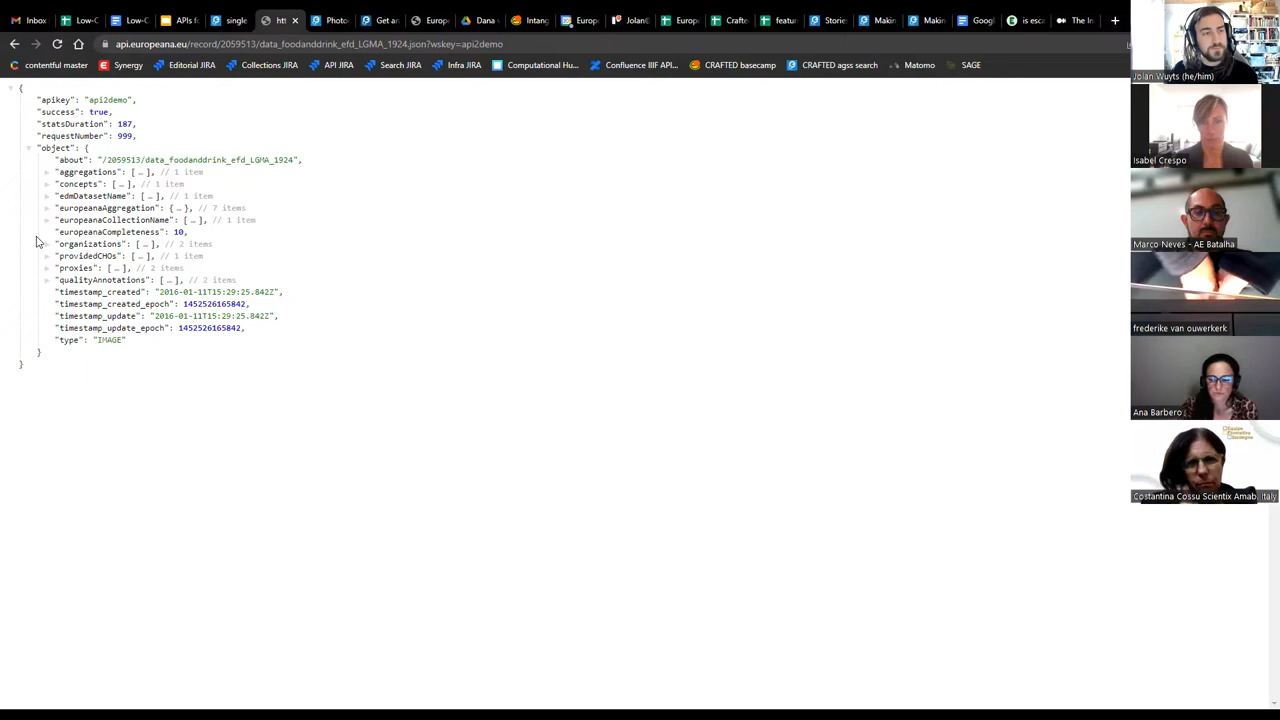 Inbox Low-C Low-C APIs fo single htt Photo Get an Europ Dana v Intang Europe Jolan@ Europ Crafte featur Storie Makin Makin Googl is esca The In
api.europeana.eu/record/2059513/data_foodanddrink_efd_LGMA_1924.json?wskey=api2demo
contentful master Synergy Editorial JIRA Collections JIRA API JIRA Search JIRA Infra JIRA Computational Hu... Confluence IIIF API... CRAFTED basecamp CRAFTED agss search Matomo SAGE
{
"apikey": "api2demo",
"success": true,
"statsDuration": 187,
"requestNumber": 999,
"object": {
"about": "/2059513/data_foodanddrink_efd_LGMA_1924",
"aggregations": [ … ], // 1 item
"concepts": [ … ], // 1 item
"edmDatasetName": [ … ], // 1 item
"europeanaAggregation": { … }, // 7 items
"europeanaCollectionName": [ … ], // 1 item
"europeanaCompleteness": 10,
"organizations": [ … ], // 2 items
"providedCHOs": [ … ], // 1 item
"proxies": [ … ], // 2 items
"qualityAnnotations": [ … ], // 2 items
"timestamp_created": "2016-01-11T15:29:25.842Z",
"timestamp_created_epoch": 1452526165842,
"timestamp_update": "2016-01-11T15:29:25.842Z",
"timestamp_update_epoch": 1452526165842,
"type": "IMAGE"
}
}
Jolan Wuyts (he/him)
Isabel Crespo
Marco Neves - AE Batalha
frederike van ouwerkerk
Ana Barbero
Costantina Cossu Scientix Amab. Italy